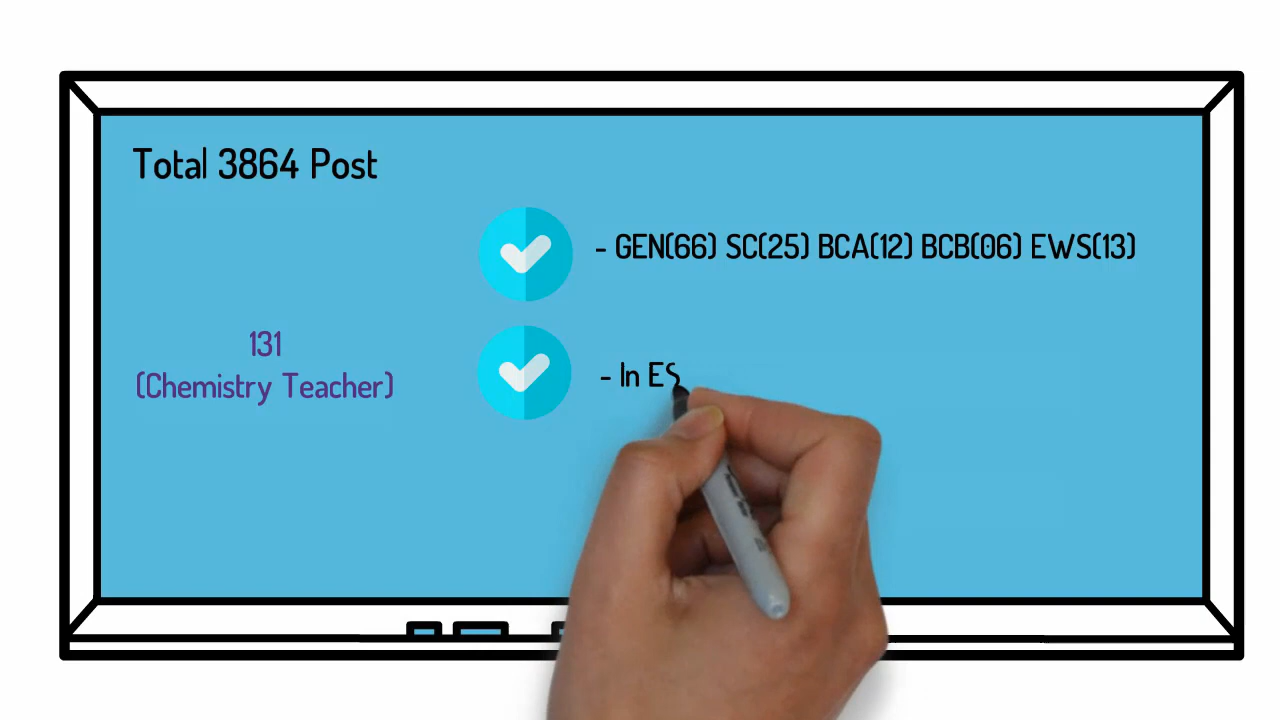 Total 3864 Post
- GEN(66) SC(25) BCA(12) BCB(06) EWS(13)
131
(Chemistry Teacher)
- In ES